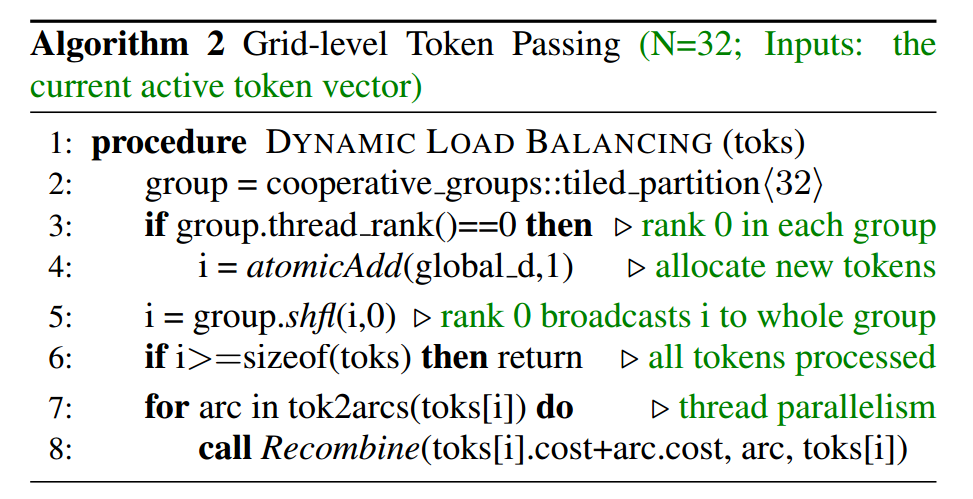 Algorithm 2 Grid-level Token Passing (N=32; Inputs: the
current active token vector)
1: procedure DYNAMIC LOAD BALANCING (toks)
2: group = cooperative_groups::tiled_partition⟨32⟩
3: if group.thread_rank()==0 then ▷ rank 0 in each group
4: i = atomicAdd(global_d,1) ▷ allocate new tokens
5: i = group.shfl(i,0) ▷ rank 0 broadcasts i to whole group
6: if i>=sizeof(toks) then return ▷ all tokens processed
7: for arc in tok2arcs(toks[i]) do ▷ thread parallelism
8: call Recombine(toks[i].cost+arc.cost, arc, toks[i])